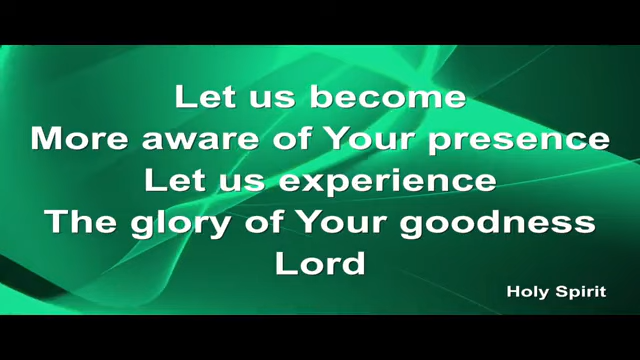 Let us become
More aware of Your presence
Let us experience
The glory of Your goodness
Lord
Holy Spirit